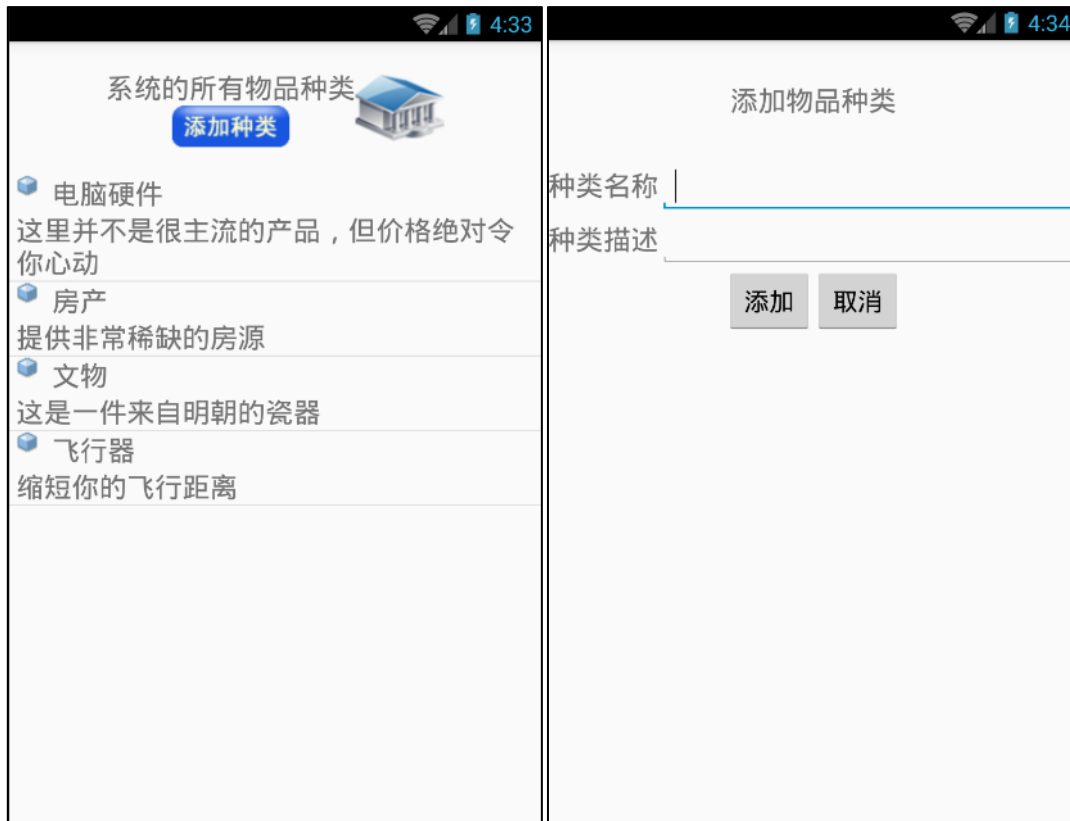 4:33
系统的所有物品种类
添加种类
电脑硬件
这里并不是很主流的产品，但价格绝对令
你心动
房产
提供非常稀缺的房源
文物
这是一件来自明朝的瓷器
飞行器
缩短你的飞行距离
4:34
添加物品种类
种类名称
种类描述
添加 取消